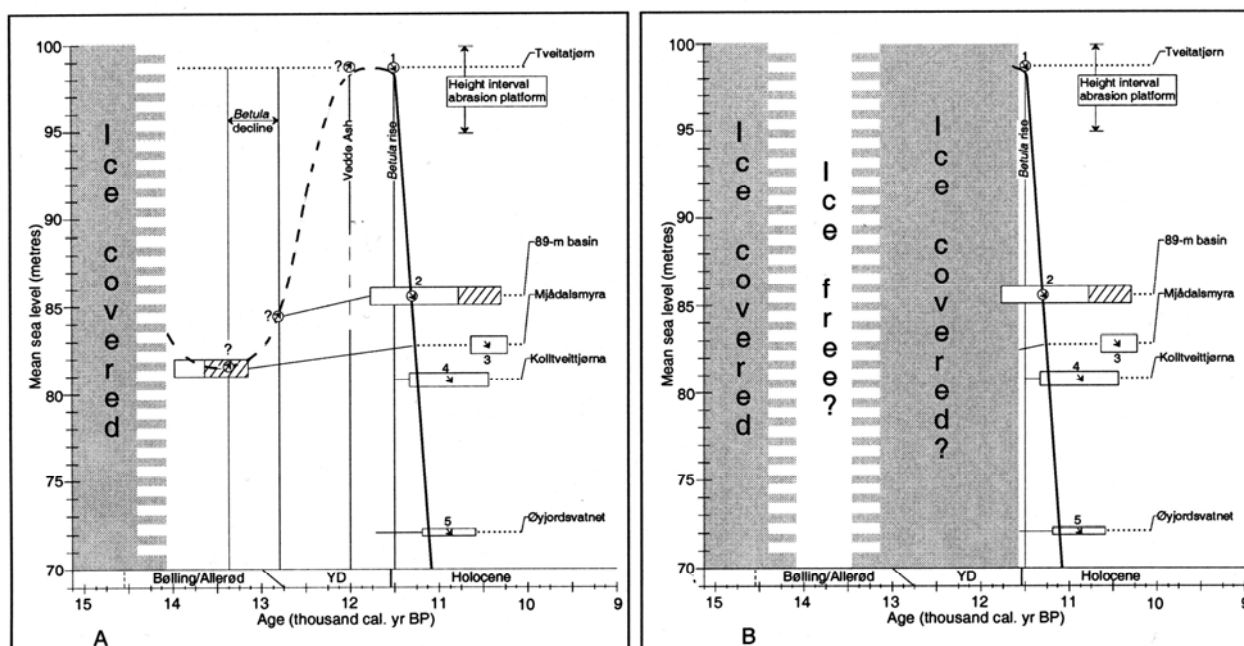 100
95
90
85
80
75
70
Mean sea level (metres)
Ice covered
Betula
decline
?
?
?
Vedde Ash
Betula rise
1
2
3
4
5
Height interval
abrasion platform
Tveitatjørn
89-m basin
Mjådalsmyra
Kolltveittjørna
Øyjordsvatnet
Bølling/Allerød
YD
Holocene
15
14
13
12
11
10
9
Age (thousand cal. yr BP)
A
100
95
90
85
80
75
70
Mean sea level (metres)
Ice covered
Ice free?
Ice covered?
Betula rise
1
2
3
4
5
Height interval
abrasion platform
Tveitatjørn
89-m basin
Mjådalsmyra
Kolltveittjørna
Øyjordsvatnet
Bølling/Allerød
YD
Holocene
15
14
13
12
11
10
9
Age (thousand cal. yr BP)
B